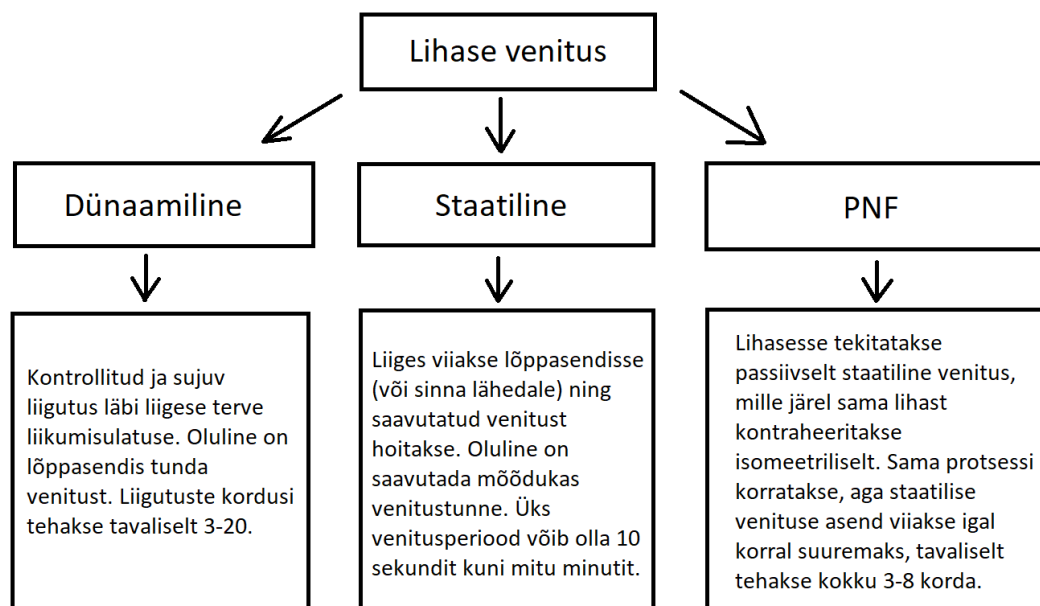 Lihase venitus
Dünaamiline
Staatiline
PNF
Kontrollitud ja sujuv
liigutus läbi liigese terve
liikumisulatuse. Oluline on
lõppasendis tunda
venitust. Liigutuste kordusi
tehakse tavaliselt 3-20.
Liiges viiakse lõppasendisse
(või sinna lähedale) ning
saavutatud venitust
hoitakse. Oluline on
saavutada mõõdukas
venitustunne. Üks
venitusperiood võib olla 10
sekundit kuni mitu minutit.
Lihasesse tekitatakse
passiivselt staatiline venitus,
mille järel sama lihast
kontraheeritakse
isomeetriliselt. Sama protsessi
korratakse, aga staatilise
venituse asend viiakse igal
korral suuremaks, tavaliselt
tehakse kokku 3-8 korda.